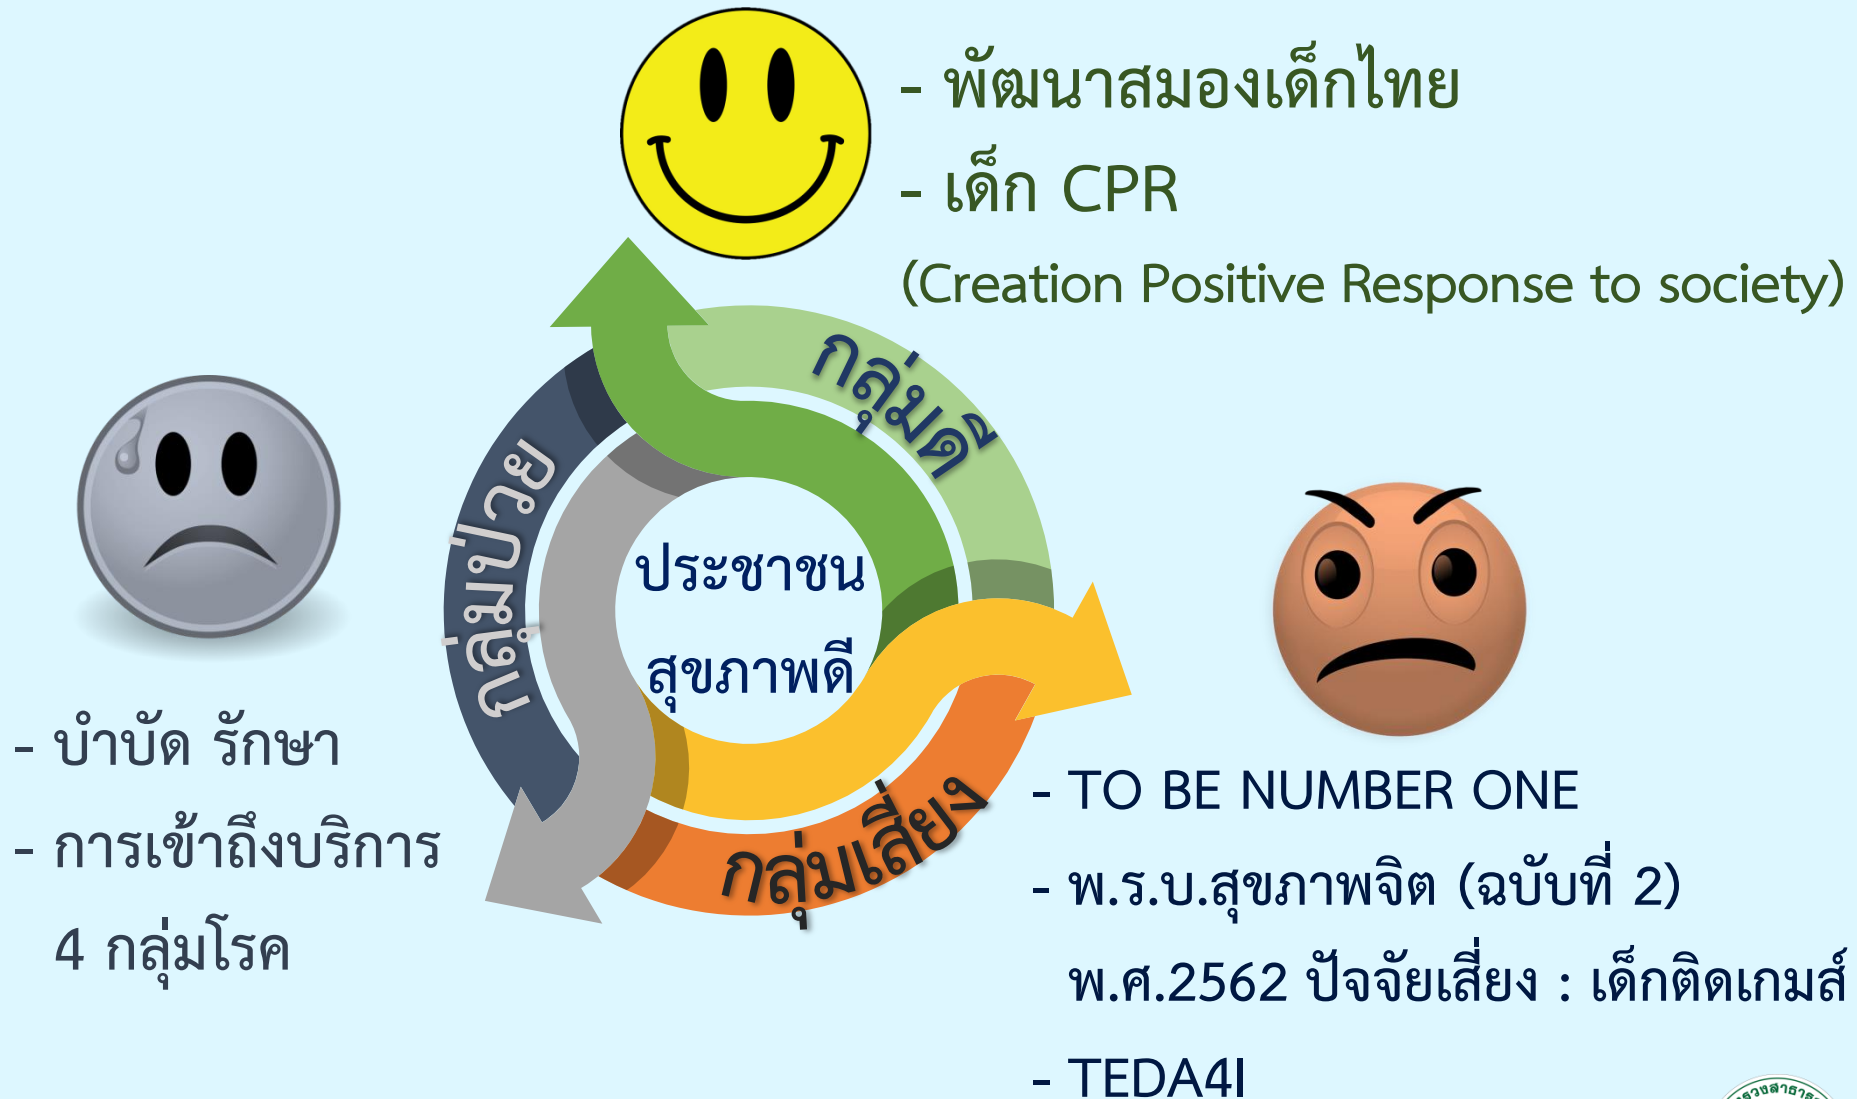 - พัฒนาสมองเด็กไทย
- เด็ก CPR
(Creation Positive Response to society)
กลุ่มดี
กลุ่มป่วย
ประชาชน
สุขภาพดี
กลุ่มเสี่ยง
- บำบัด รักษา
- การเข้าถึงบริการ
4 กลุ่มโรค
- TO BE NUMBER ONE
- พ.ร.บ.สุขภาพจิต (ฉบับที่ 2)
พ.ศ.2562 ปัจจัยเสี่ยง : เด็กติดเกมส์
- TEDA4I